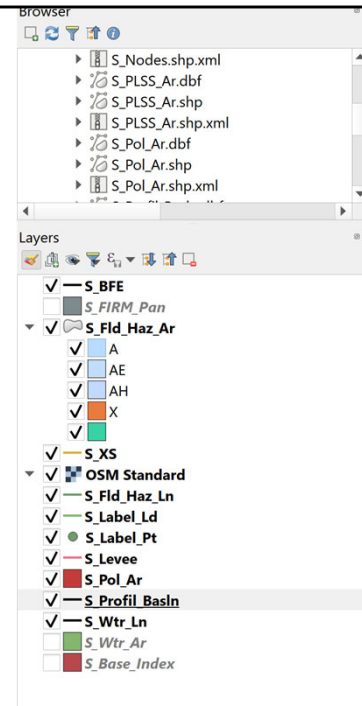 Browser
S_Nodes.shp.xml
S_PLSS_Ar.dbf
S_PLSS_Ar.shp
S_PLSS_Ar.shp.xml
S_Pol_Ar.dbf
S_Pol_Ar.shp
S_Pol_Ar.shp.xml
Layers
S_BFE
S_FIRM_Pan
S_Fld_Haz_Ar
A
AE
AH
X
S_XS
OSM Standard
S_Fld_Haz_Ln
S_Label_Ld
S_Label_Pt
S_Levee
S_Pol_Ar
S_Profil_Basln
S_Wtr_Ln
S_Wtr_Ar
S_Base_Index